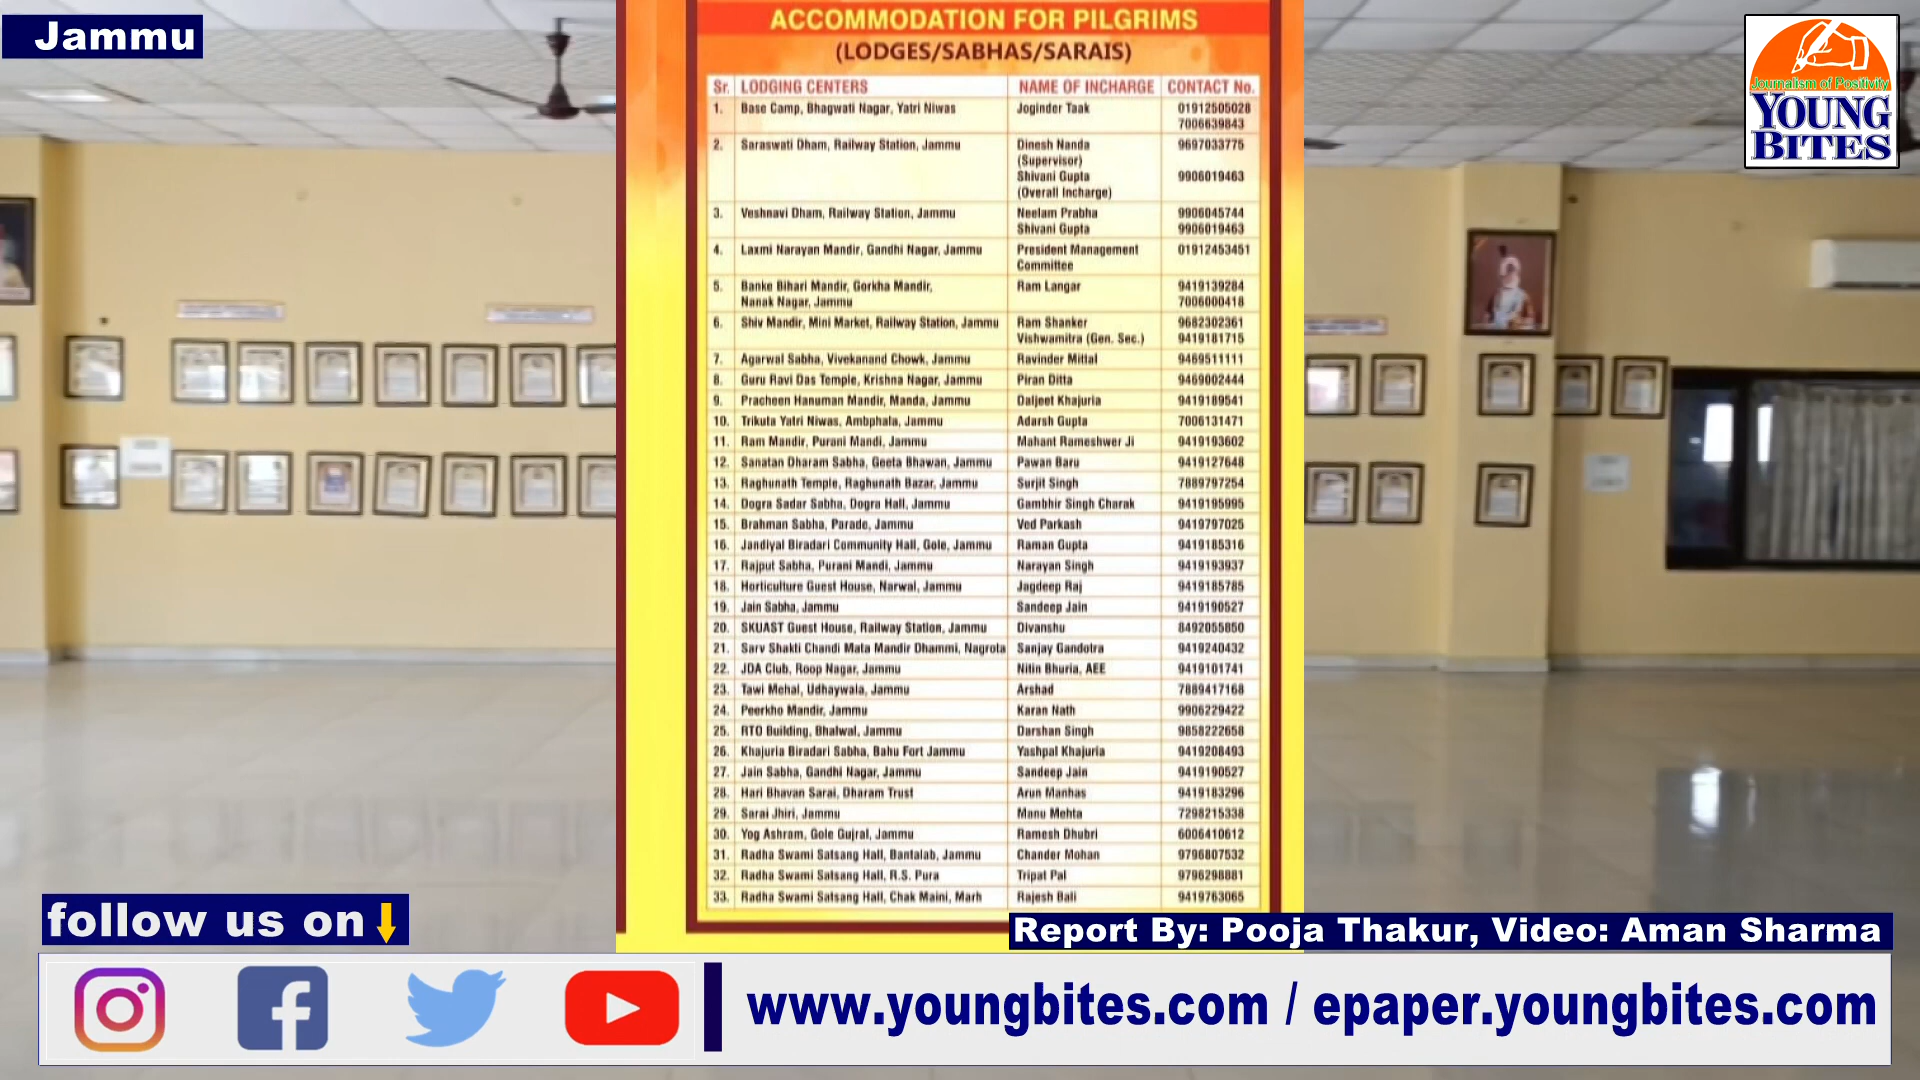 Jammu
Journalism of Positivity
YOUNG
BITES
ACCOMMODATION FOR PILGRIMS
(LODGES/SABHAS/SARAIS)
Sr. LODGING CENTERS NAME OF INCHARGE CONTACT No.
1. Base Camp, Bhagwati Nagar, Yatri Niwas Joginder Taak 01912505028
7006639843
2. Saraswati Dham, Railway Station, Jammu Dinesh Nanda 9697033775
(Supervisor)
Shivani Gupta 9906019463
(Overall Incharge)
3. Veshnavi Dham, Railway Station, Jammu Neelam Prabha 9906045744
Shivani Gupta 9906019463
4. Laxmi Narayan Mandir, Gandhi Nagar, Jammu President Management 01912453451
Committee
5. Banke Bihari Mandir, Gorkha Mandir, Ram Langar 9419139284
Nanak Nagar, Jammu 7006000418
6. Shiv Mandir, Mini Market, Railway Station, Jammu Ram Shanker 9682302361
Vishwamitra (Gen. Sec.) 9419181715
7. Agarwal Sabha, Vivekanand Chowk, Jammu Ravinder Mittal 9469511111
8. Guru Ravi Das Temple, Krishna Nagar, Jammu Piran Ditta 9469002444
9. Pracheen Hanuman Mandir, Manda, Jammu Daljeet Khajuria 9419189541
10. Trikuta Yatri Niwas, Ambphala, Jammu Adarsh Gupta 7006131471
11. Ram Mandir, Purani Mandi, Jammu Mahant Rameshwer Ji 9419193602
12. Sanatan Dharam Sabha, Geeta Bhawan, Jammu Pawan Baru 9419127648
13. Raghunath Temple, Raghunath Bazar, Jammu Surjit Singh 7889797254
14. Dogra Sadar Sabha, Dogra Hall, Jammu Gambhir Singh Charak 9419195995
15. Brahman Sabha, Parade, Jammu Ved Parkash 9419797025
16. Jandiyal Biradari Community Hall, Gole, Jammu Raman Gupta 9419185316
17. Rajput Sabha, Purani Mandi, Jammu Narayan Singh 9419193937
18. Horticulture Guest House, Narwal, Jammu Jagdeep Raj 9419185785
19. Jain Sabha, Jammu Sandeep Jain 9419190527
20. SKUAST Guest House, Railway Station, Jammu Divanshu 8492055850
21. Sarv Shakti Chandi Mata Mandir Dhammi, Nagrota Sanjay Gandotra 9419240432
22. JDA Club, Roop Nagar, Jammu Nitin Bhuria, AEE 9419101741
23. Tawi Mehal, Udhaywala, Jammu Arshad 7889417168
24. Peerkho Mandir, Jammu Karan Nath 9906229422
25. RTO Building, Bhalwal, Jammu Darshan Singh 9858222658
26. Khajuria Biradari Sabha, Bahu Fort Jammu Yashpal Khajuria 9419208493
27. Jain Sabha, Gandhi Nagar, Jammu Sandeep Jain 9419190527
28. Hari Bhavan Sarai, Dharam Trust Arun Manhas 9419183296
29. Sarai Jhiri, Jammu Manu Mehta 7298215338
30. Yog Ashram, Gole Gujral, Jammu Ramesh Dhubri 6006410612
31. Radha Swami Satsang Hall, Bantalab, Jammu Chander Mohan 9796807532
32. Radha Swami Satsang Hall, R.S. Pura Tripat Pal 9796298881
33. Radha Swami Satsang Hall, Chak Maini, Marh Rajesh Bali 9419763065
follow us on
Report By: Pooja Thakur, Video: Aman Sharma
www.youngbites.com / epaper.youngbites.com